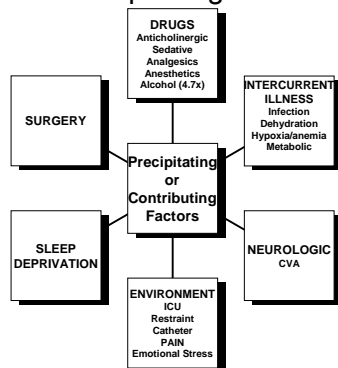 DRUGS
Anticholinergic
Sedative
Analgesics
Anesthetics
Alcohol (4.7x)
SURGERY
INTERCURRENT
ILLNESS
Infection
Dehydration
Hypoxia/anemia
Metabolic
Precipitating
or
Contributing
Factors
SLEEP
DEPRIVATION
NEUROLOGIC
CVA
ENVIRONMENT
ICU
Restraint
Catheter
PAIN
Emotional Stress